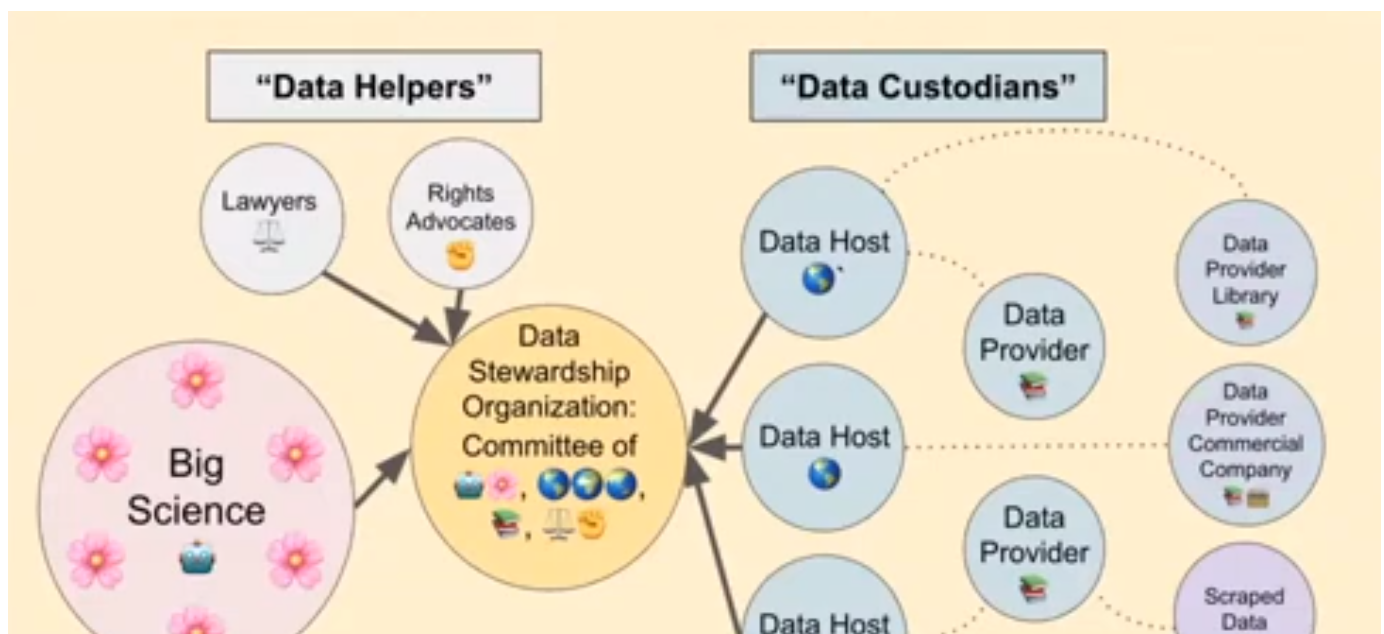 “Data Helpers”
“Data Custodians”
Lawyers
Rights
Advocates
Data Host
Data
Provider
Library
Data
Provider
Data
Stewardship
Organization:
Committee of
, ,
,
Big
Science
Data Host
Data
Provider
Commercial
Company
Data
Provider
Data Host
Scraped
Data